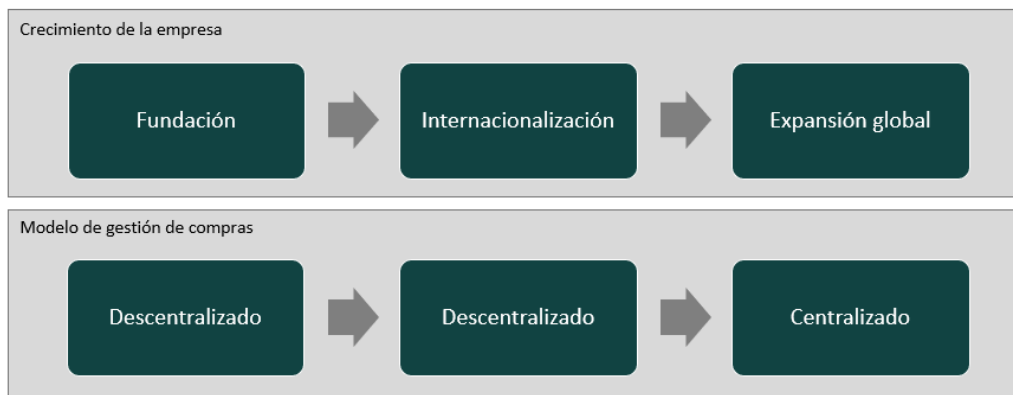 Crecimiento de la empresa
Fundación
Internacionalización
Expansión global
Modelo de gestión de compras
Descentralizado
Descentralizado
Centralizado